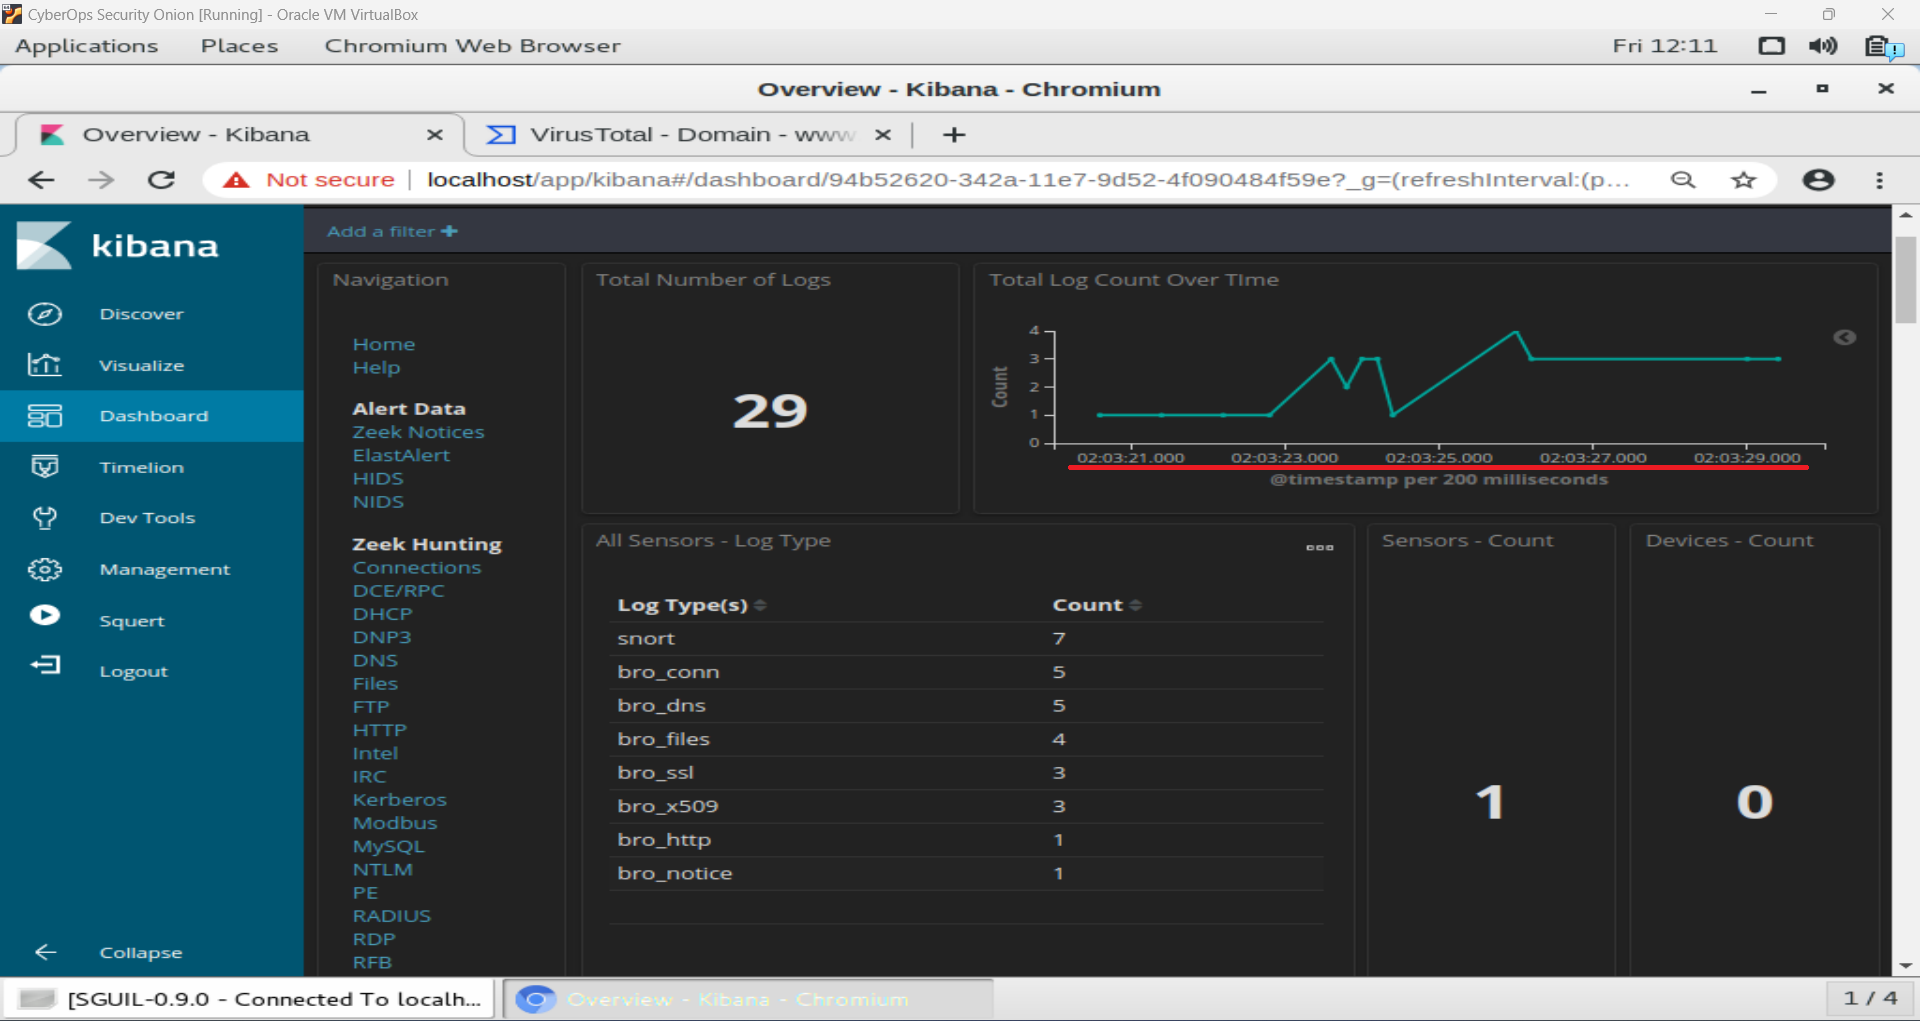 CyberOps Security Onion [Running] - Oracle VM VirtualBox
Applications Places Chromium Web Browser Fri 12:11
Overview - Kibana - Chromium
Overview - Kibana VirusTotal - Domain - www
Not secure localhost/app/kibana#/dashboard/94b52620-342a-11e7-9d52-4f090484f59e?_g=(refreshInterval:(p...
kibana
Discover
Visualize
Dashboard
Timelion
Dev Tools
Management
Squert
Logout
Collapse
Add a filter +
Navigation
Home
Help
Alert Data
Zeek Notices
ElastAlert
HIDS
NIDS
Zeek Hunting
Connections
DCE/RPC
DHCP
DNP3
DNS
Files
FTP
HTTP
Intel
IRC
Kerberos
Modbus
MySQL
NTLM
PE
RADIUS
RDP
RFB
Total Number of Logs
29
Total Log Count Over TIme
Count
4
3
2
1
0
02:03:21.000 02:03:23.000 02:03:25.000 02:03:27.000 02:03:29.000
@timestamp per 200 milliseconds
All Sensors - Log Type
Log Type(s) Count
snort 7
bro_conn 5
bro_dns 5
bro_files 4
bro_ssl 3
bro_x509 3
bro_http 1
bro_notice 1
Sensors - Count
1
Devices - Count
0
[SGUIL-0.9.0 - Connected To localh... Overview - Kibana - Chromium 1 / 4